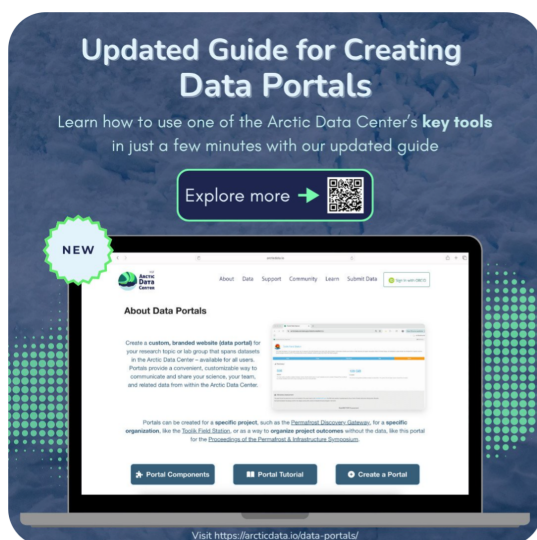 Updated Guide for Creating
Data Portals
Learn how to use one of the Arctic Data Center's key tools
in just a few minutes with our updated guide
Explore more
NEW
arcticdata.io
Arctic
Data
Center
About Data Support Community Learn Submit Data
Sign in with ORCID
About Data Portals
Create a custom, branded website (data portal) for
your research topic or lab group that spans datasets
in the Arctic Data Center – available for all users.
Portals provide a convenient, customizable way to
communicate and share your science, your team,
and related data from within the Arctic Data Center.
Portals can be created for a specific project, such as the Permafrost Discovery Gateway, for a specific
organization, like the Toolik Field Station, or as a way to organize project outcomes without the data, like this portal
for the Proceedings of the Permafrost & Infrastructure Symposium.
Portal Components
Portal Tutorial
Create a Portal
Visit https://arcticdata.io/data-portals/